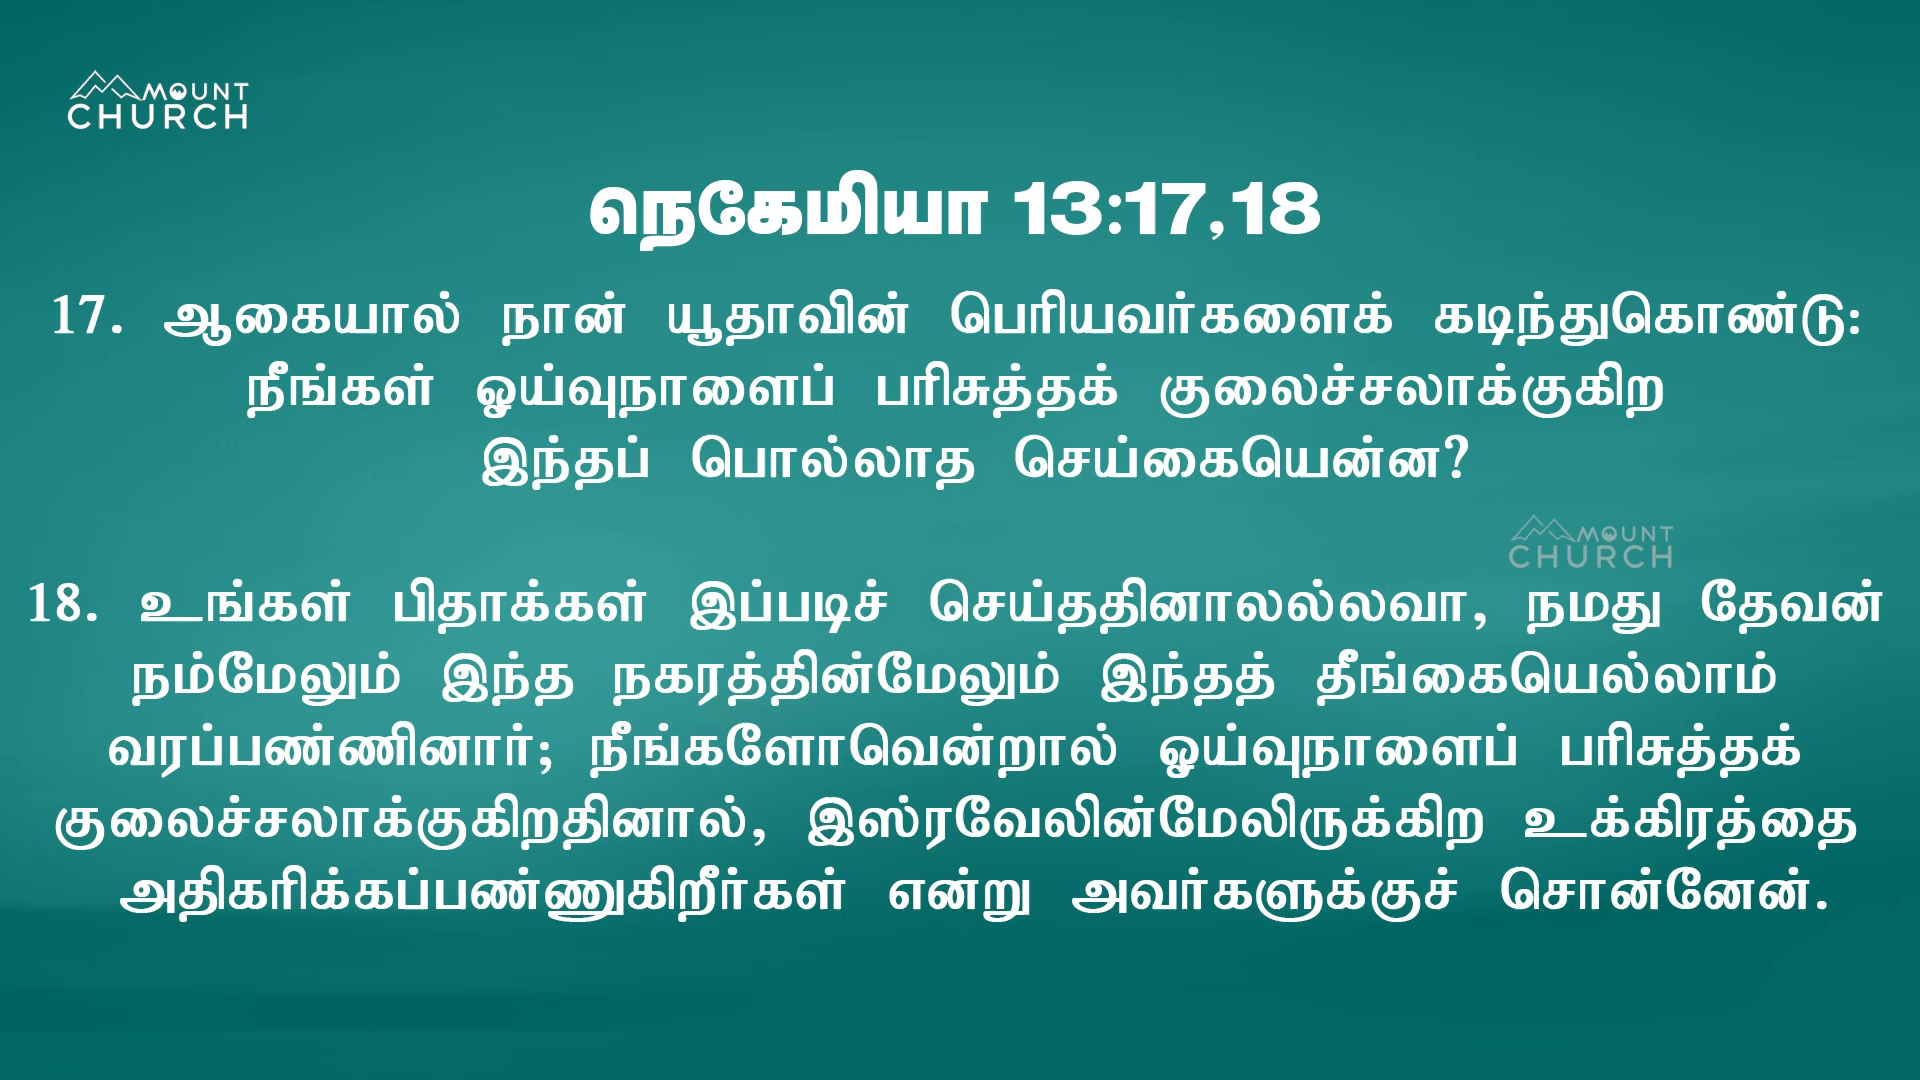 MOUNT
CHURCH
நெகேமியா 13:17,18
17. ஆகையால் நான் யூதாவின் பெரியவர்களைக் கடிந்துகொண்டு:
நீங்கள் ஓய்வுநாளைப் பரிசுத்தக் குலைச்சலாக்குகிற
இந்தப் பொல்லாத செய்கையென்ன?
MOUNT
CHURCH
18. உங்கள் பிதாக்கள் இப்படிச் செய்ததினாலல்லவா, நமது தேவன்
நம்மேலும் இந்த நகரத்தின்மேலும் இந்தத் தீங்கையெல்லாம்
வரப்பண்ணினார்; நீங்களோவென்றால் ஓய்வுநாளைப் பரிசுத்தக்
குலைச்சலாக்குகிறதினால், இஸ்ரவேலின்மேலிருக்கிற உக்கிரத்தை
அதிகரிக்கப்பண்ணுகிறீர்கள் என்று அவர்களுக்குச் சொன்னேன்.